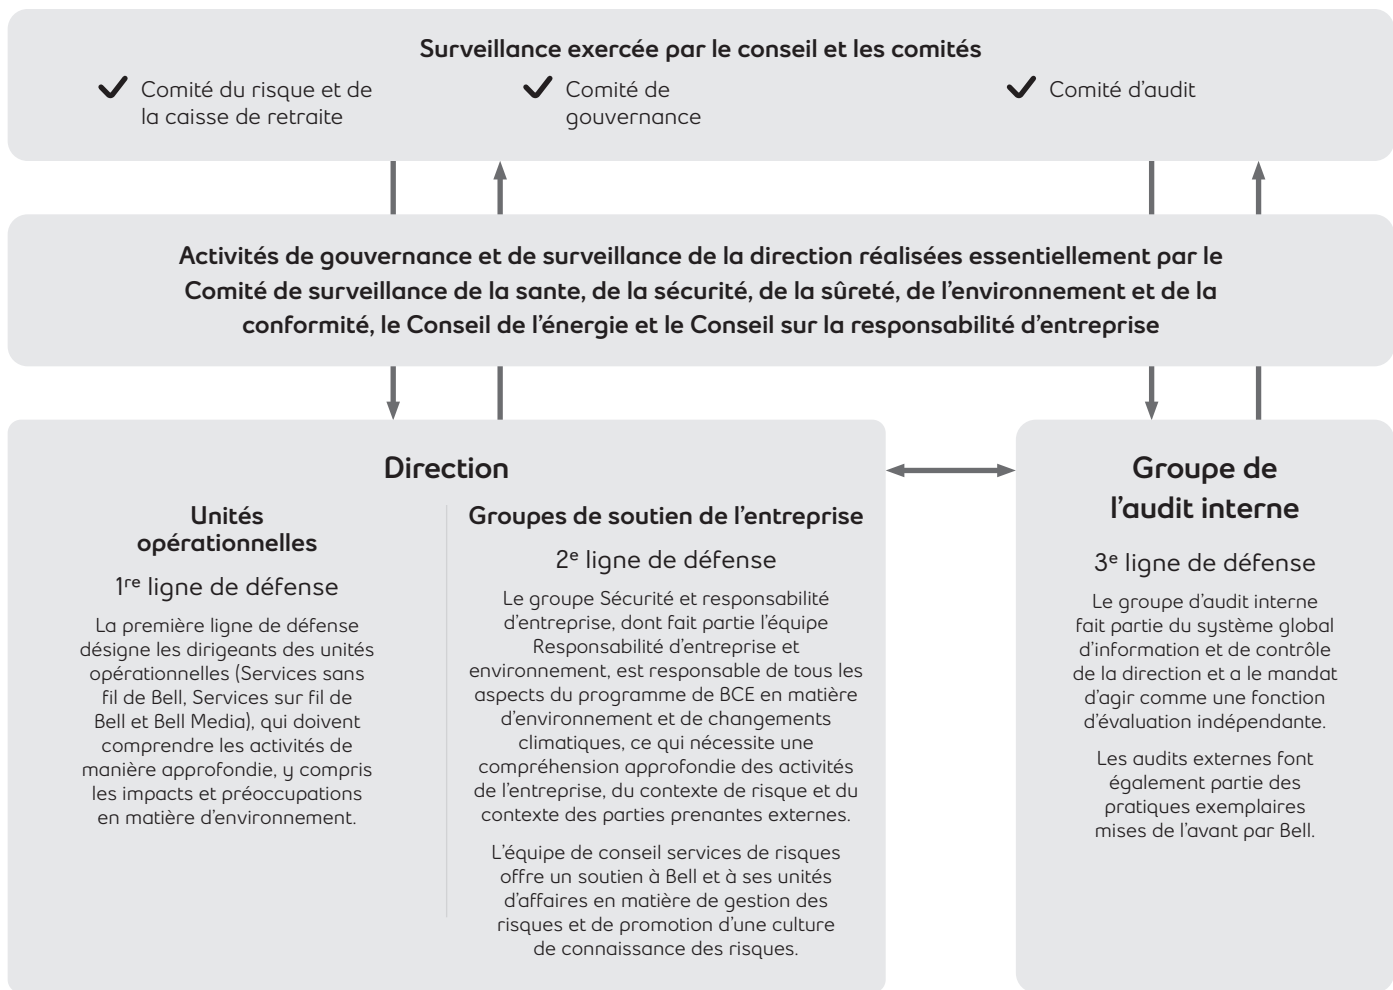 Surveillance exercée par le conseil et les comités
Comité du risque et de
la caisse de retraite
Comité de
gouvernance
Comité d'audit
Activités de gouvernance et de surveillance de la direction réalisées essentiellement par le
Comité de surveillance de la sante, de la sécurité, de la sûreté, de l'environnement et de la
conformité, le Conseil de l'énergie et le Conseil sur la responsabilité d'entreprise
Direction
Unités
opérationnelles
1re ligne de défense
La première ligne de défense
désigne les dirigeants des unités
opérationnelles (Services sans
fil de Bell, Services sur fil de
Bell et Bell Media), qui doivent
comprendre les activités de
manière approfondie, y compris
les impacts et préoccupations
en matière d'environnement.
Groupes de soutien de l'entreprise
2e ligne de défense
Le groupe Sécurité et responsabilité
d'entreprise, dont fait partie l'équipe
Responsabilité d'entreprise et
environnement, est responsable de tous les
aspects du programme de BCE en matière
d'environnement et de changements
climatiques, ce qui nécessite une
compréhension approfondie des activités
de l'entreprise, du contexte de risque et du
contexte des parties prenantes externes.
L'équipe de conseil services de risques
offre un soutien à Bell et à ses unités
d'affaires en matière de gestion des
risques et de promotion d'une culture
de connaissance des risques.
Groupe de
l'audit interne
3e ligne de défense
Le groupe d'audit interne
fait partie du système global
d'information et de contrôle
de la direction et a le mandat
d'agir comme une fonction
d'évaluation indépendante.
Les audits externes font
également partie des
pratiques exemplaires
mises de l'avant par Bell.